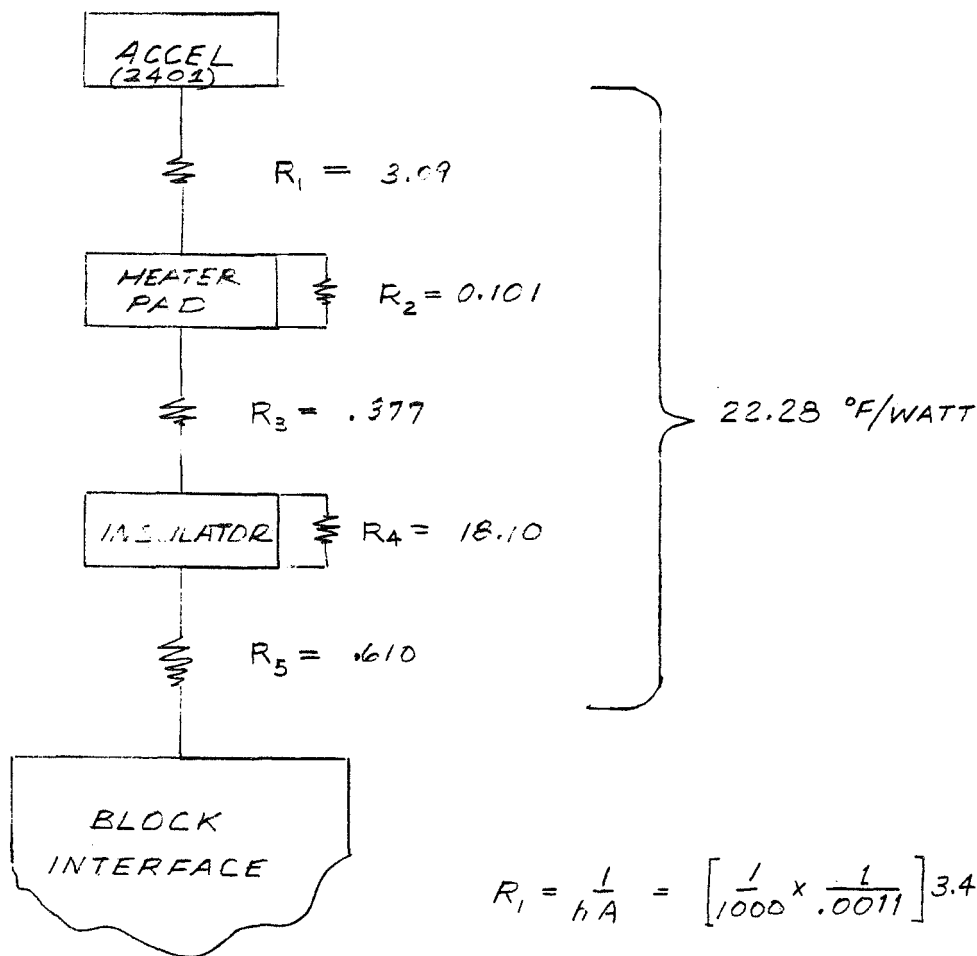 ACCEL
(2401)
R₁ = 3.09
HEATER
PAD
R₂ = 0.101
R₃ = .377
22.28 °F/WATT
INSULATOR
R₄ = 18.10
R₅ = .610
BLOCK
INTERFACE
R₁ = 1/hA = [1/1000 × 1/.0011] 3.4